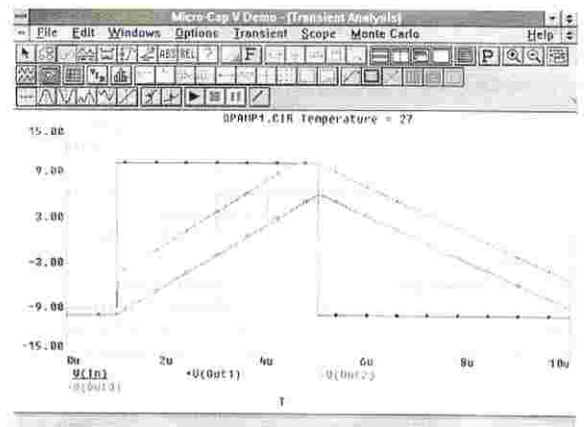 Micro-Cap V Demo - [Transient Analysis]
File Edit Windows Options Transient Scope Monte Carlo Help
ABS REL ? F P
OPAMP1.CIR Temperature = 27
15.00
9.00
3.00
-3.00
-9.00
-15.00
0u 2u 4u 6u 8u 10u
V(In) V(Out1) V(Out2)
V(Out3)
T